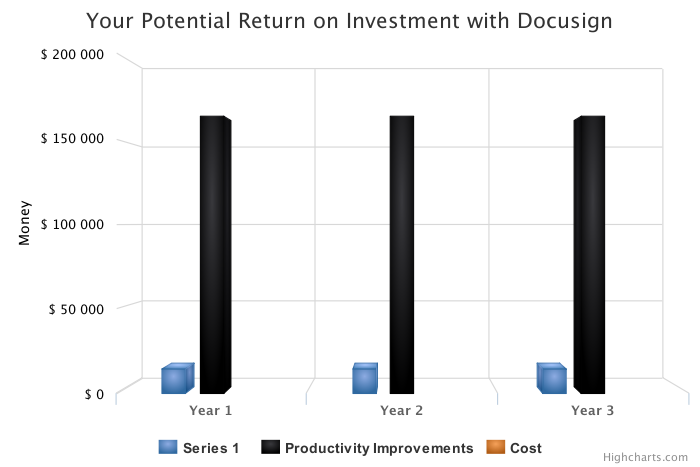 Your Potential Return on Investment with Docusign
$ 200 000
$ 150 000
$ 100 000
$ 50 000
$ 0
Money
Year 1
Year 2
Year 3
Series 1
Productivity Improvements
Cost
Highcharts.com